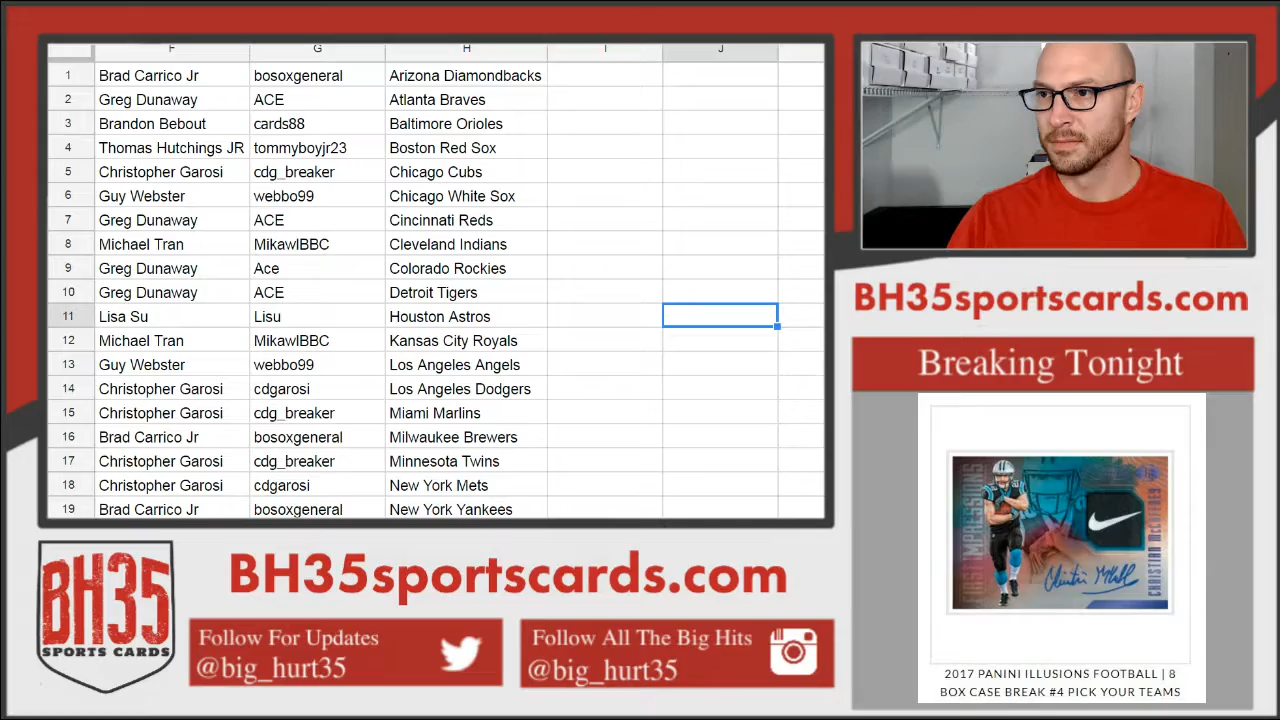 F G H I J
1 Brad Carrico Jr bosoxgeneral Arizona Diamondbacks
2 Greg Dunaway ACE Atlanta Braves
3 Brandon Bebout cards88 Baltimore Orioles
4 Thomas Hutchings JR tommyboyjr23 Boston Red Sox
5 Christopher Garosi cdg_breaker Chicago Cubs
6 Guy Webster webbo99 Chicago White Sox
7 Greg Dunaway ACE Cincinnati Reds
8 Michael Tran MikawlBBC Cleveland Indians
9 Greg Dunaway Ace Colorado Rockies
10 Greg Dunaway ACE Detroit Tigers
11 Lisa Su Lisu Houston Astros
12 Michael Tran MikawlBBC Kansas City Royals
13 Guy Webster webbo99 Los Angeles Angels
14 Christopher Garosi cdgarosi Los Angeles Dodgers
15 Christopher Garosi cdg_breaker Miami Marlins
16 Brad Carrico Jr bosoxgeneral Milwaukee Brewers
17 Christopher Garosi cdg_breaker Minnesota Twins
18 Christopher Garosi cdgarosi New York Mets
19 Brad Carrico Jr bosoxgeneral New York Yankees
BH35sportscards.com
Breaking Tonight
FIRST IMPRESSIONS
CHRISTIAN McCAFFREY
2017 PANINI ILLUSIONS FOOTBALL | 8
BOX CASE BREAK #4 PICK YOUR TEAMS
BH35
SPORTS CARDS
BH35sportscards.com
Follow For Updates
@big_hurt35
Follow All The Big Hits
@big_hurt35